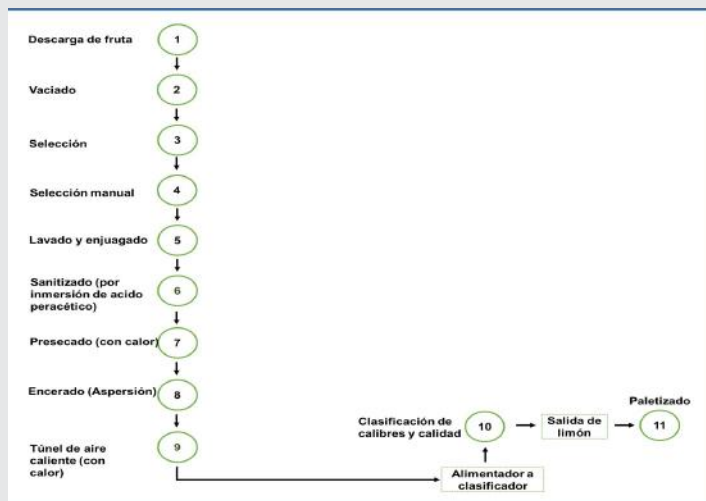 Descarga de fruta
1
Vaciado
2
Selección
3
Selección manual
4
Lavado y enjuagado
5
Sanitizado (por
inmersión de acido
peracético)
6
Presecado (con calor)
7
Encerado (Aspersión)
8
Túnel de aire
caliente (con
calor)
9
Alimentador a
clasificador
Clasificación de
calibres y calidad
10
Salida de
limón
Paletizado
11